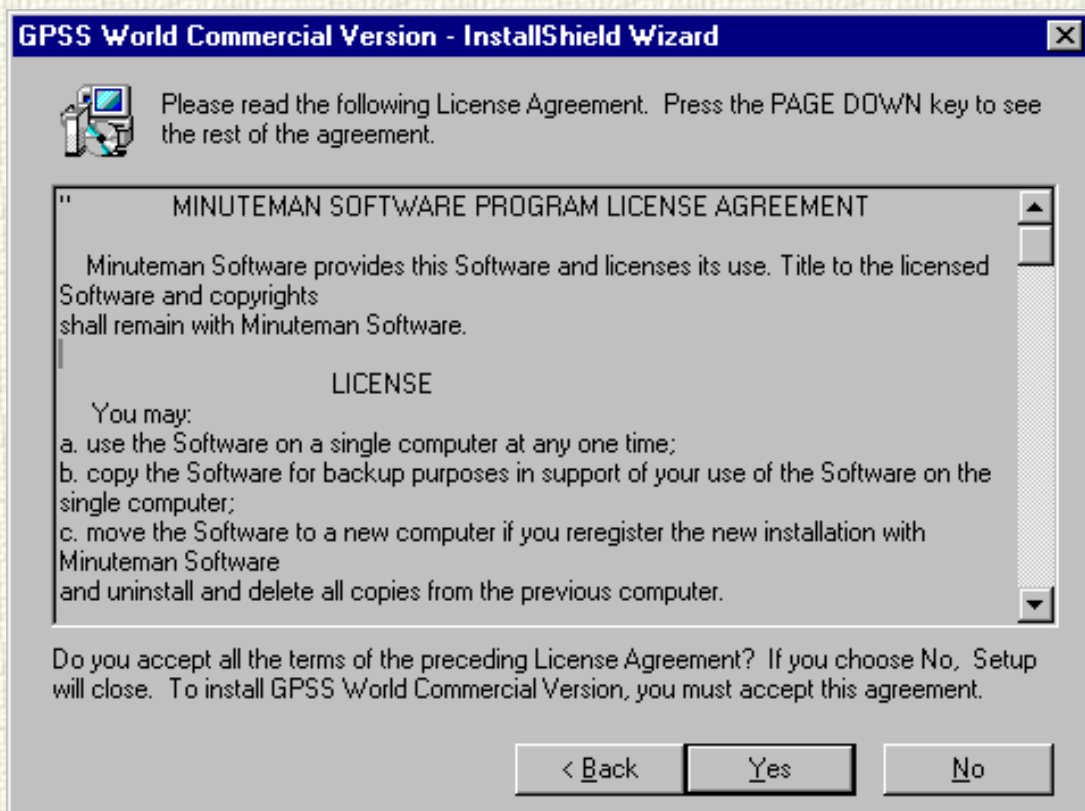 GPSS World Commercial Version - InstallShield Wizard
Please read the following License Agreement. Press the PAGE DOWN key to see
the rest of the agreement.
" MINUTEMAN SOFTWARE PROGRAM LICENSE AGREEMENT
Minuteman Software provides this Software and licenses its use. Title to the licensed
Software and copyrights
shall remain with Minuteman Software.
LICENSE
You may:
a. use the Software on a single computer at any one time;
b. copy the Software for backup purposes in support of your use of the Software on the
single computer;
c. move the Software to a new computer if you reregister the new installation with
Minuteman Software
and uninstall and delete all copies from the previous computer.
Do you accept all the terms of the preceding License Agreement? If you choose No, Setup
will close. To install GPSS World Commercial Version, you must accept this agreement.
< Back Yes No